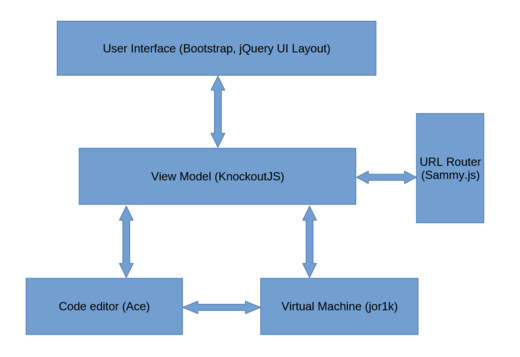 User Interface (Bootstrap, jQuery UI Layout)
View Model (KnockoutJS)
URL Router
(Sammy.js)
Code editor (Ace)
Virtual Machine (jor1k)